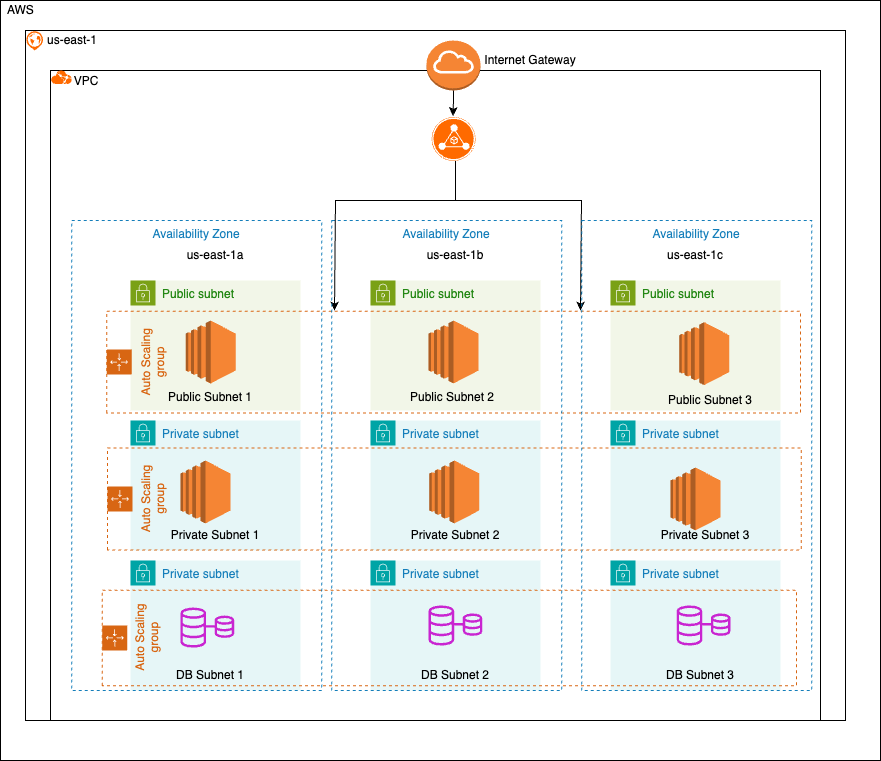 AWS
us-east-1
Internet Gateway
VPC
Availability Zone
Availability Zone
Availability Zone
us-east-1a
us-east-1b
us-east-1c
Public subnet
Public subnet
Public subnet
Auto Scaling
group
Public Subnet 1
Public Subnet 2
Public Subnet 3
Private subnet
Private subnet
Private subnet
Auto Scaling
group
Private Subnet 1
Private Subnet 2
Private Subnet 3
Private subnet
Private subnet
Private subnet
Auto Scaling
group
DB Subnet 1
DB Subnet 2
DB Subnet 3